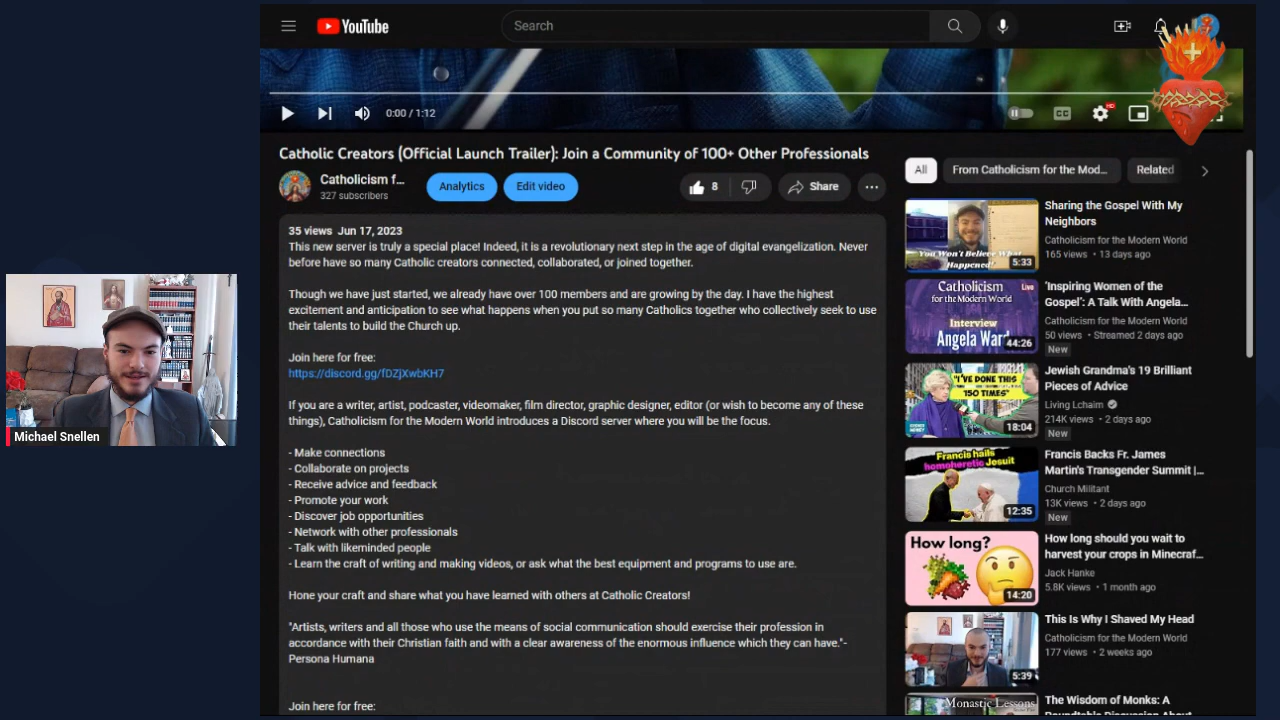 YouTube
Search
0:00 / 1:12
CC
HD
Catholic Creators (Official Launch Trailer): Join a Community of 100+ Other Professionals
Catholicism f...
327 subscribers
Analytics
Edit video
8
Share
35 views Jun 17, 2023
This new server is truly a special place! Indeed, it is a revolutionary next step in the age of digital evangelization. Never
before have so many Catholic creators connected, collaborated, or joined together.
Though we have just started, we already have over 100 members and are growing by the day. I have the highest
excitement and anticipation to see what happens when you put so many Catholics together who collectively seek to use
their talents to build the Church up.
Join here for free:
https://discord.gg/fDZjXwbKH7
If you are a writer, artist, podcaster, videomaker, film director, graphic designer, editor (or wish to become any of these
things), Catholicism for the Modern World introduces a Discord server where you will be the focus.
- Make connections
- Collaborate on projects
- Receive advice and feedback
- Promote your work
- Discover job opportunities
- Network with other professionals
- Talk with likeminded people
- Learn the craft of writing and making videos, or ask what the best equipment and programs to use are.
Hone your craft and share what you have learned with others at Catholic Creators!
"Artists, writers and all those who use the means of social communication should exercise their profession in
accordance with their Christian faith and with a clear awareness of the enormous influence which they can have."-
Persona Humana
Join here for free:
All
From Catholicism for the Mod...
Related
You Won't Believe What
Happened!
5:33
Sharing the Gospel With My
Neighbors
Catholicism for the Modern World
165 views • 13 days ago
Catholicism
for the Modern World
Live
Interview
Angela Ward
44:26
'Inspiring Women of the
Gospel': A Talk With Angela...
Catholicism for the Modern World
50 views • Streamed 2 days ago
New
"I'VE DONE THIS
150 TIMES"
18:04
Jewish Grandma's 19 Brilliant
Pieces of Advice
Living Lchaim
214K views • 2 days ago
New
Francis hails
homoheretic Jesuit
12:35
Francis Backs Fr. James
Martin's Transgender Summit |...
Church Militant
13K views • 2 days ago
New
How long?
14:20
How long should you wait to
harvest your crops in Minecraf...
Jack Hanke
5.8K views • 1 month ago
5:39
This Is Why I Shaved My Head
Catholicism for the Modern World
177 views • 2 weeks ago
Monastic Lessons
The Wisdom of Monks: A
Roundtable Discussion About
Michael Snellen